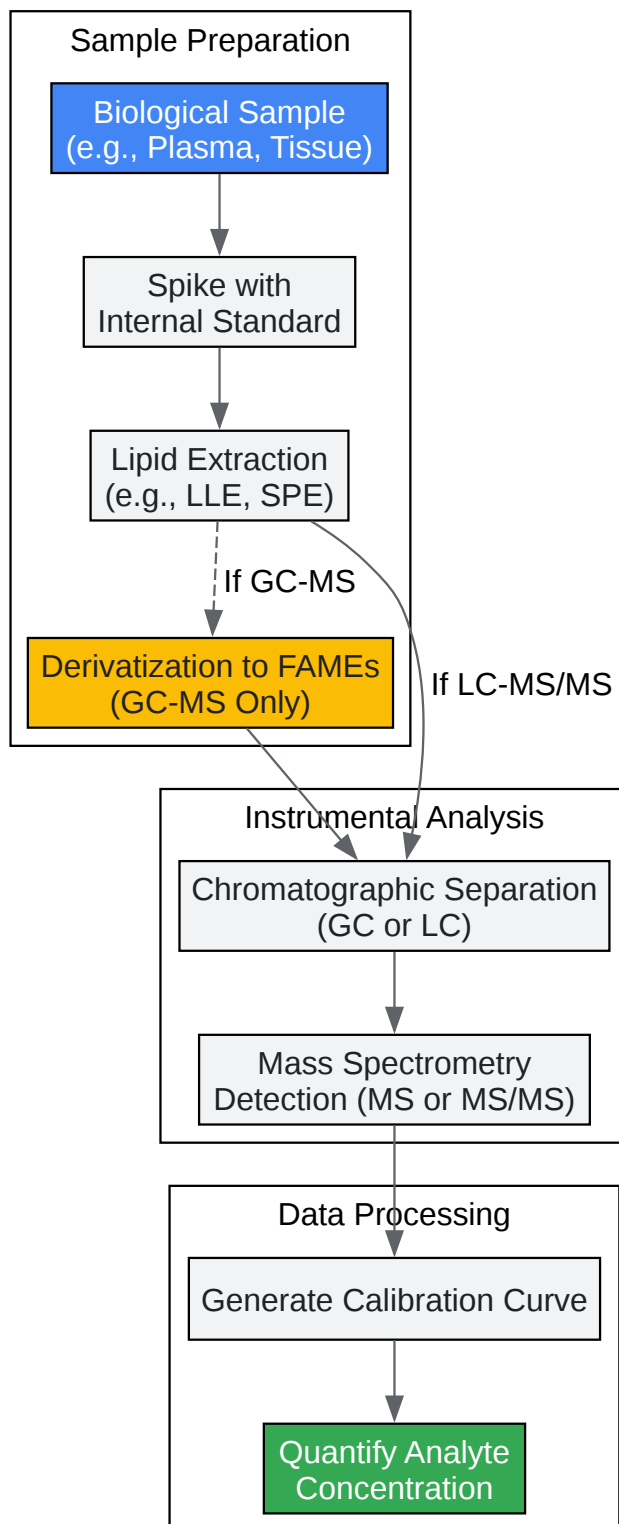 Sample Preparation
Biological Sample
(e.g., Plasma, Tissue)
Spike with
Internal Standard
Lipid Extraction
(e.g., LLE, SPE)
If GC-MS
Derivatization to FAMEs
(GC-MS Only)
If LC-MS/MS
Instrumental Analysis
Chromatographic Separation
(GC or LC)
Mass Spectrometry
Detection (MS or MS/MS)
Data Processing
Generate Calibration Curve
Quantify Analyte
Concentration